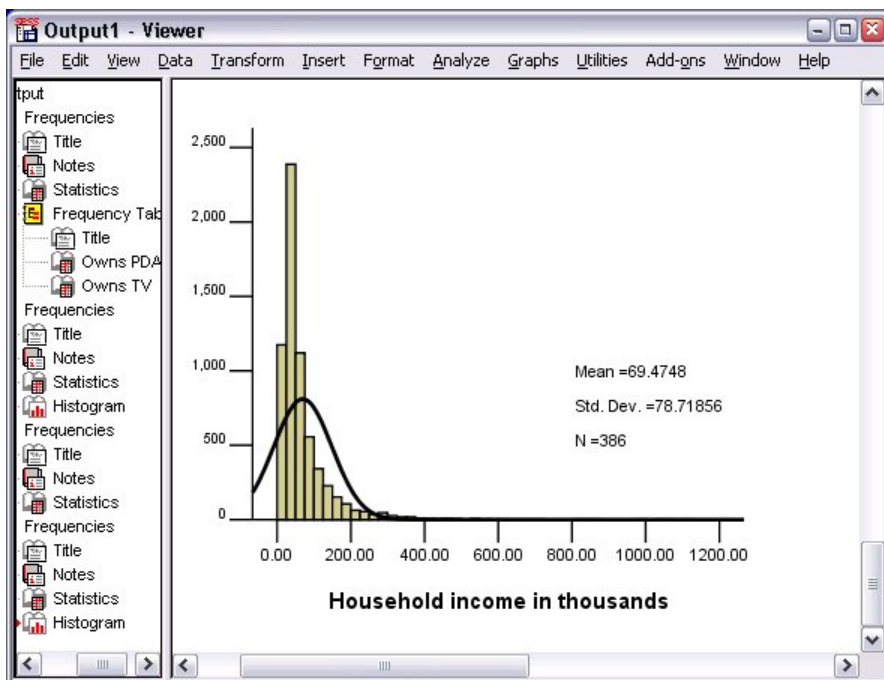 Output1 - Viewer
File Edit View Data Transform Insert Format Analyze Graphs Utilities Add-ons Window Help
tput
Frequencies
Title
Notes
Statistics
Frequency Tab
Title
Owns PDA
Owns TV
Frequencies
Title
Notes
Statistics
Histogram
Frequencies
Title
Notes
Statistics
Frequencies
Title
Notes
Statistics
Histogram
2,500
2,000
1,500
1,000
500
0
0.00 200.00 400.00 600.00 800.00 1000.00 1200.00
Household income in thousands
Mean =69.4748
Std. Dev. =78.71856
N =386